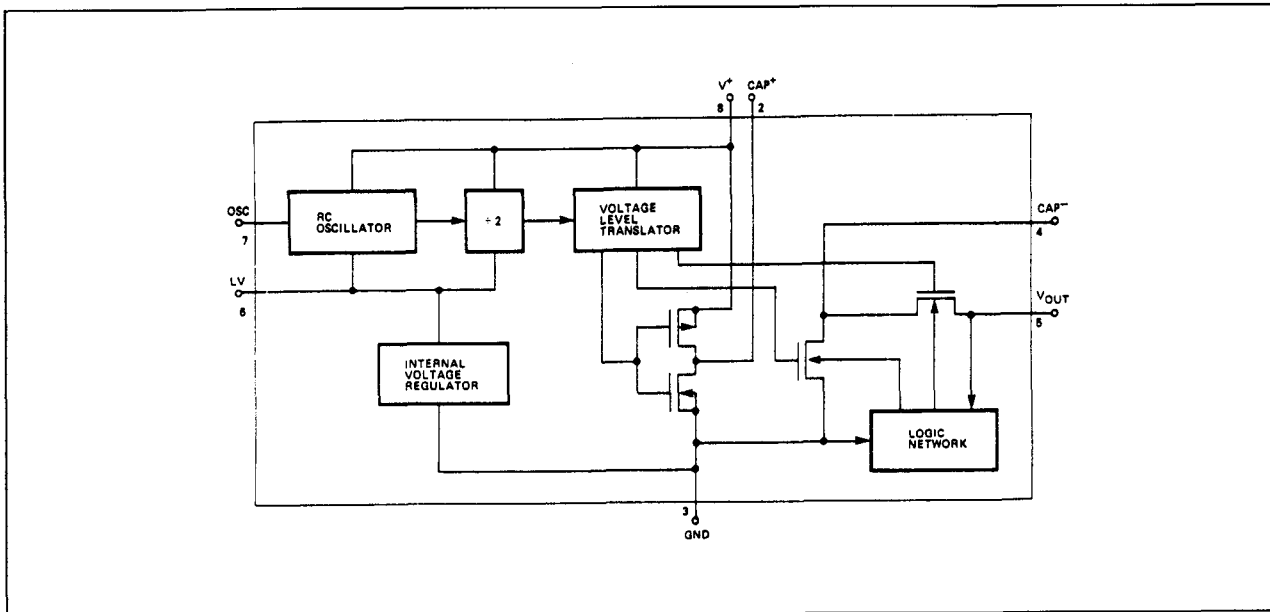 V+ CAP+
8 2
OSC
7
RC
OSCILLATOR
÷ 2
VOLTAGE
LEVEL
TRANSLATOR
CAP−
4
LV
6
VOUT
5
INTERNAL
VOLTAGE
REGULATOR
LOGIC
NETWORK
3
GND